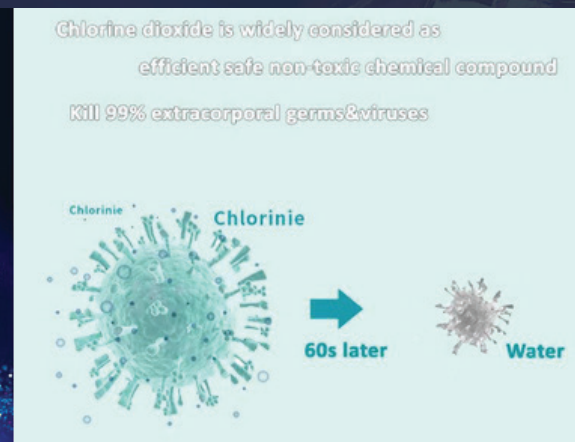 Chlorine dioxide is widely considered as
efficient safe non-toxic chemical compound
Kill 99% extracorporal germs&viruses
Chlorinie
Chlorinie
60s later
Water